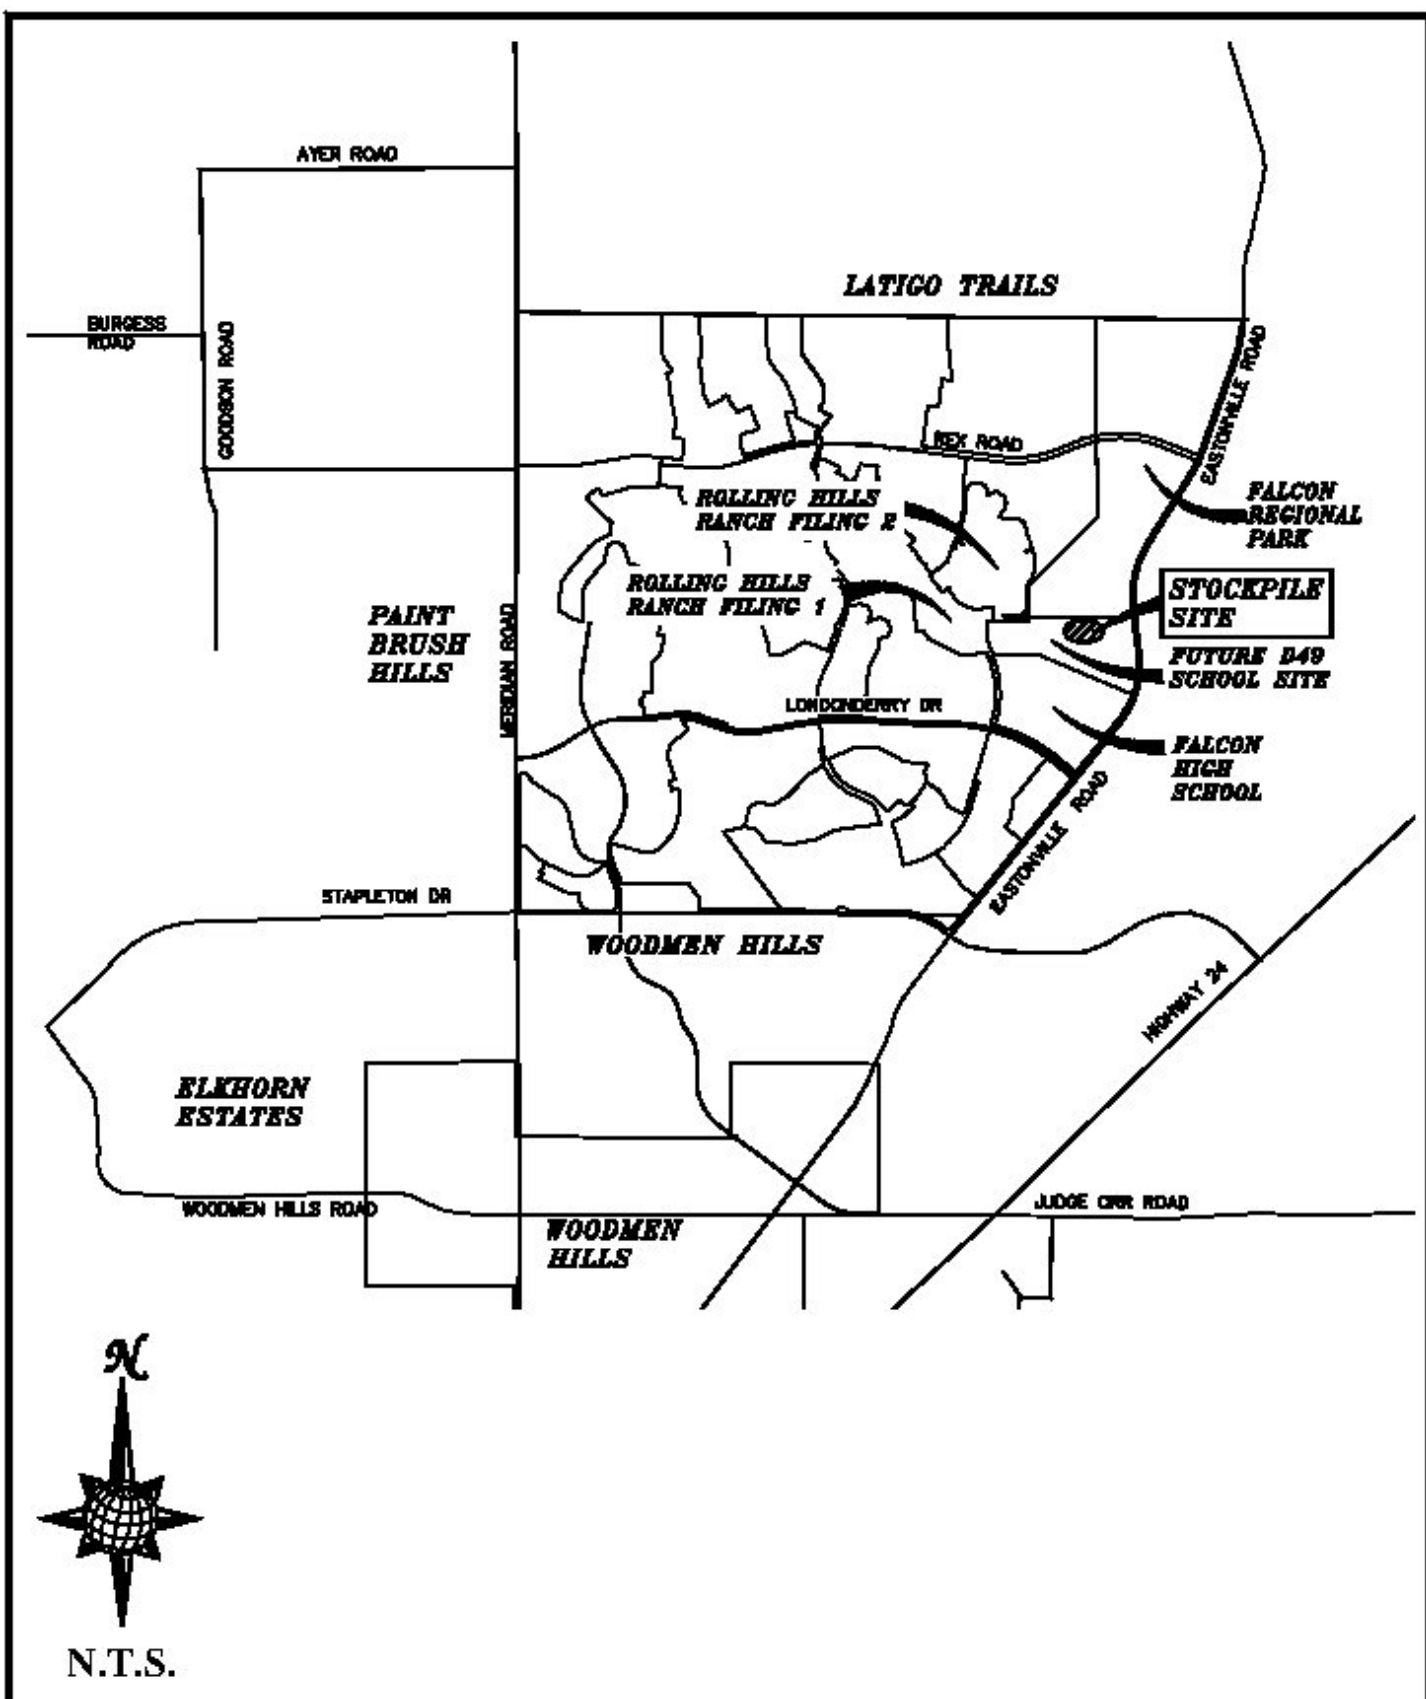 AYER ROAD
LATIGO TRAILS
BURGESS
ROAD
GOODSON ROAD
EASTONVILLE ROAD
REX ROAD
ROLLING HILLS
RANCH FILING 2
FALCON
REGIONAL
PARK
ROLLING HILLS
RANCH FILING 1
STOCKPILE
SITE
PAINT
BRUSH
HILLS
MERIDIAN ROAD
FUTURE D49
SCHOOL SITE
LONDONDERRY DR
FALCON
HIGH
SCHOOL
EASTONVILLE ROAD
STAPLETON DR
WOODMEN HILLS
HIGHWAY 24
ELKHORN
ESTATES
WOODMEN HILLS ROAD
JUDGE ORR ROAD
WOODMEN
HILLS
N
N.T.S.